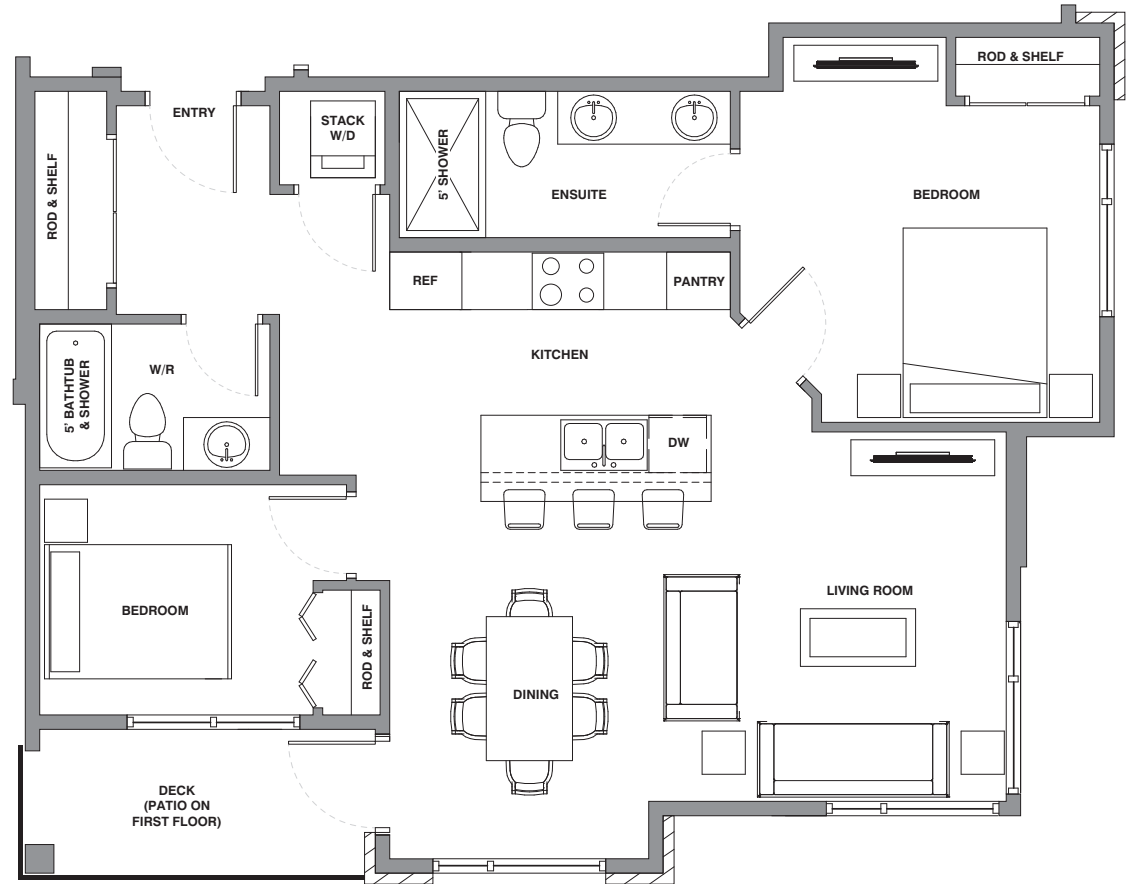 ROD & SHELF
ENTRY
STACK
W/D
5' SHOWER
ENSUITE
BEDROOM
ROD & SHELF
REF
PANTRY
KITCHEN
W/R
5' BATHTUB
& SHOWER
DW
BEDROOM
ROD & SHELF
LIVING ROOM
DINING
DECK
(PATIO ON
FIRST FLOOR)